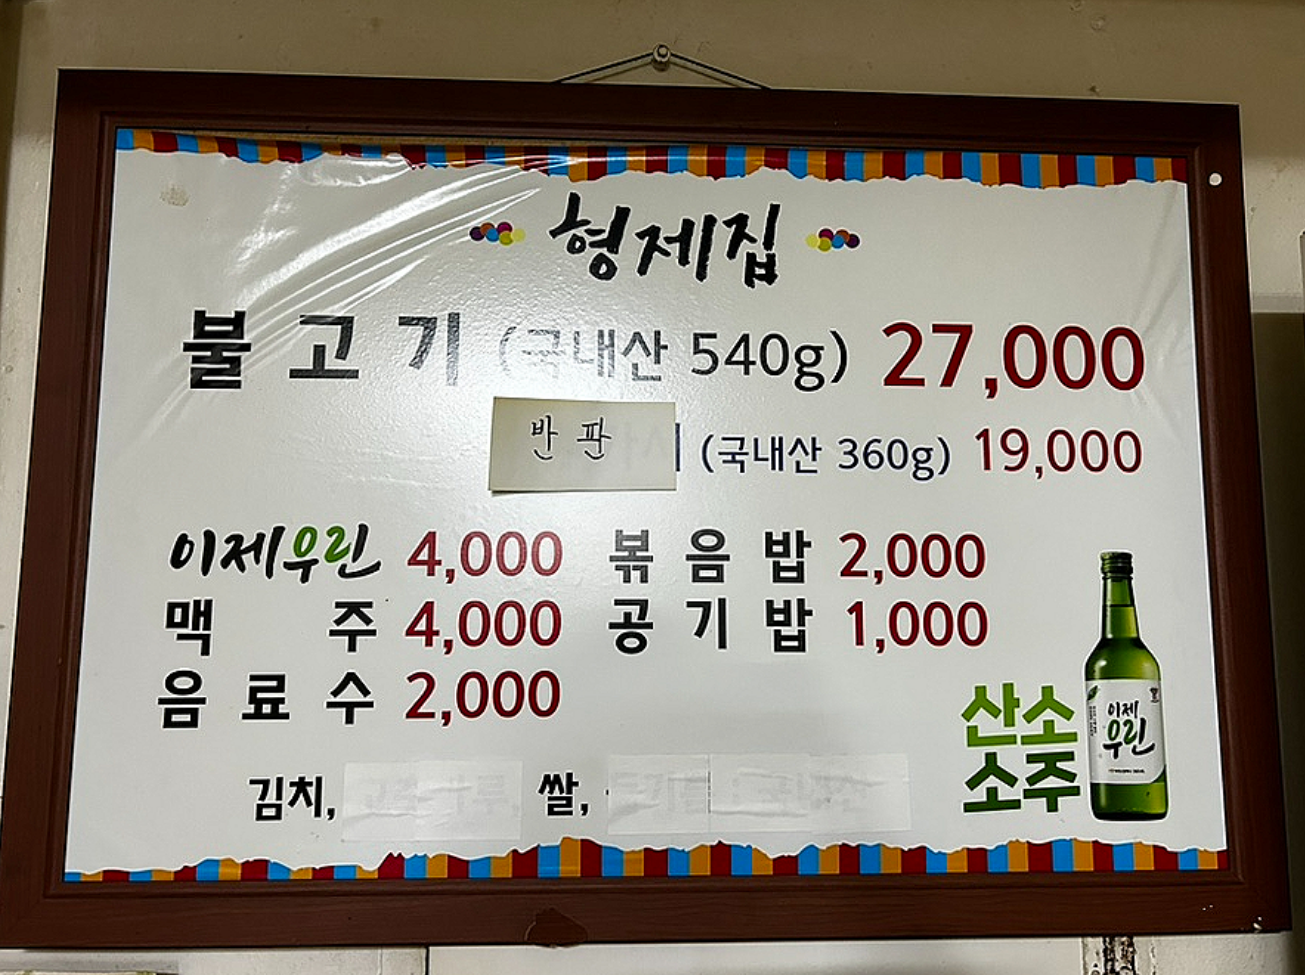 형제집
불고기 (국내산 540g) 27,000
반판 (국내산 360g) 19,000
이제우린 4,000 볶음밥 2,000
맥주 4,000 공기밥 1,000
음료수 2,000
산소
소주
이제
우린
김치, 쌀,